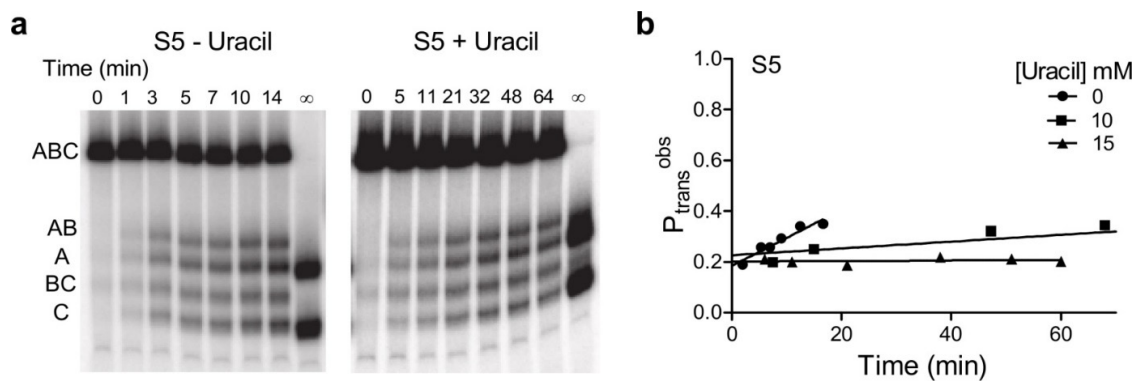 a
S5 - Uracil
S5 + Uracil
Time (min)
0 1 3 5 7 10 14 ∞
0 5 11 21 32 48 64 ∞
ABC
AB
A
BC
C
b
S5
[Uracil] mM
0
10
15
P trans obs
1.0
0.8
0.6
0.4
0.2
0.0
0 20 40 60
Time (min)